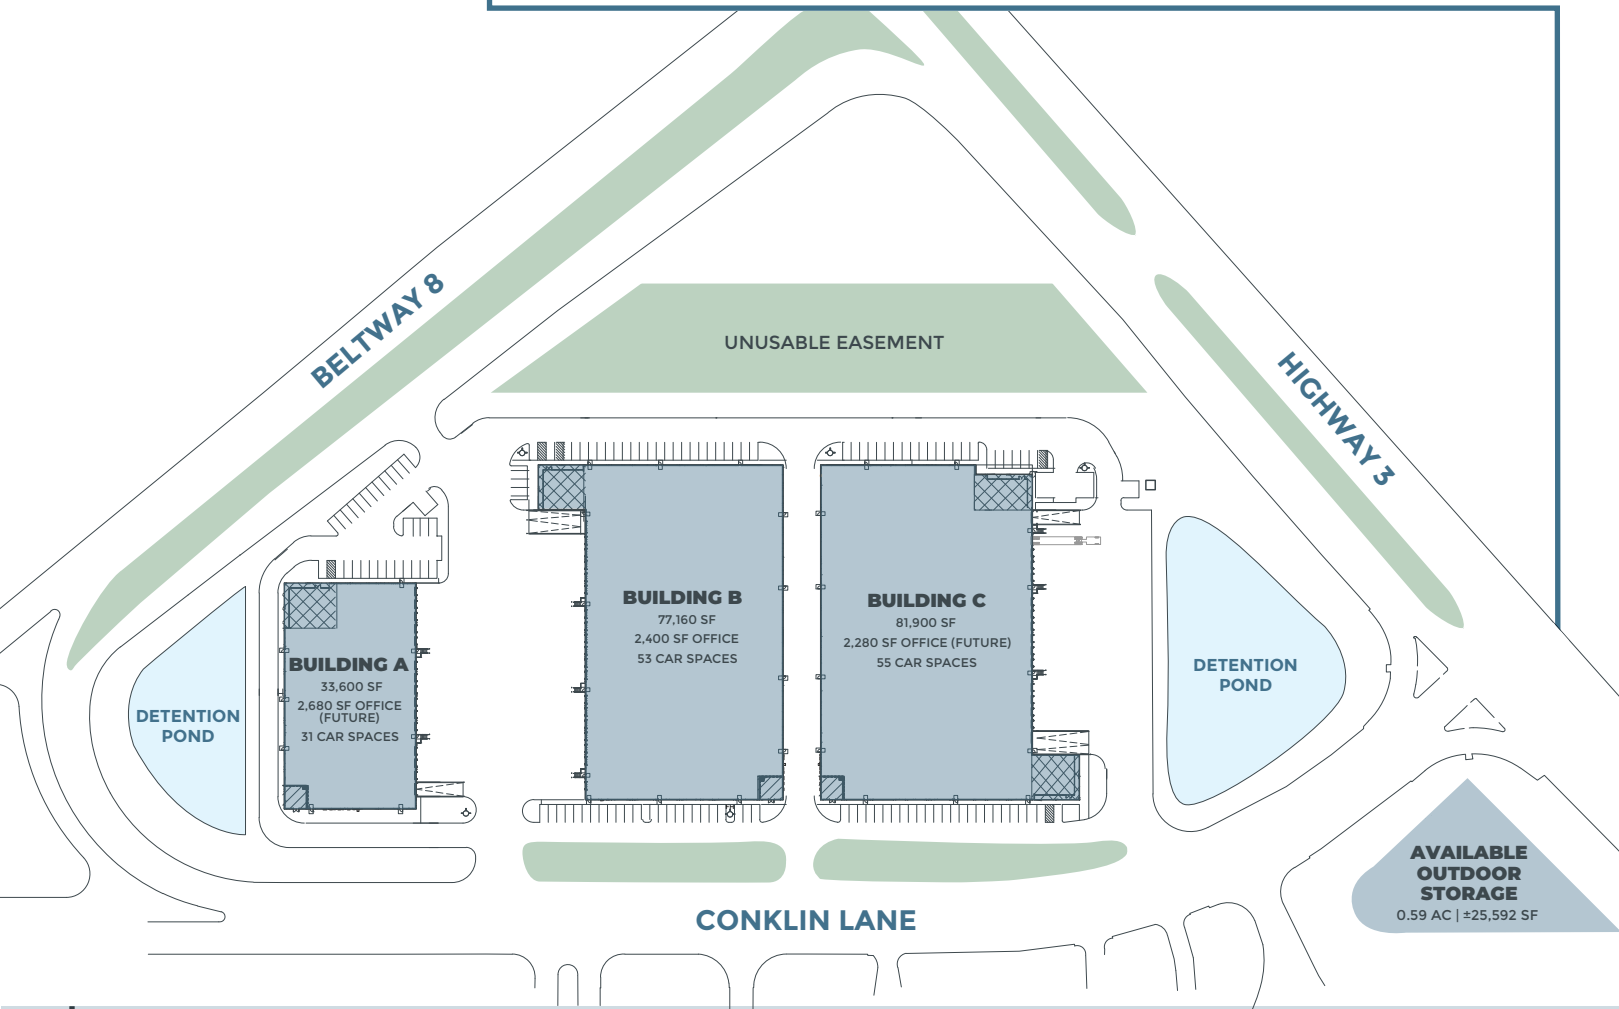 BELTWAY 8
UNUSABLE EASEMENT
HIGHWAY 3
BUILDING A
33,600 SF
2,680 SF OFFICE
(FUTURE)
31 CAR SPACES
BUILDING B
77,160 SF
2,400 SF OFFICE
53 CAR SPACES
BUILDING C
81,900 SF
2,280 SF OFFICE (FUTURE)
55 CAR SPACES
DETENTION
POND
DETENTION
POND
AVAILABLE
OUTDOOR
STORAGE
0.59 AC | ±25,592 SF
CONKLIN LANE